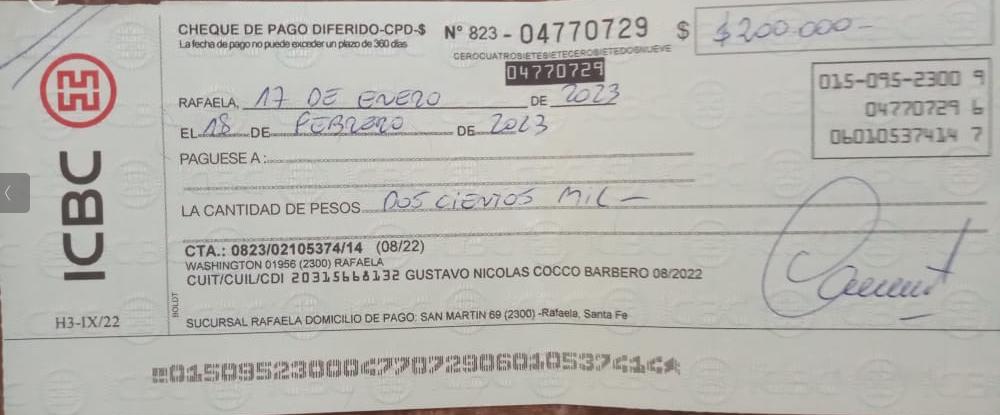 CHEQUE DE PAGO DIFERIDO-CPD-$ N° 823 - 04770729 $ $200.000-
La fecha de pago no puede exceder un plazo de 360 días
CEROCUATROSIETESIETECEROSIETEDOSNUEVE
04770729
015-095-2300 9
04770729 6
06010537414 7
RAFAELA, 17 DE ENERO DE 2023
EL 18 DE FEBRERO DE 2023
PAGUESE A :
LA CANTIDAD DE PESOS DOS CIENTOS MIL -
ICBC
CTA.: 0823/02105374/14 (08/22)
WASHINGTON 01956 (2300) RAFAELA
CUIT/CUIL/CDI 20315668132 GUSTAVO NICOLAS COCCO BARBERO 08/2022
BOLDT
H3-IX/22
SUCURSAL RAFAELA DOMICILIO DE PAGO: SAN MARTIN 69 (2300) -Rafaela, Santa Fe